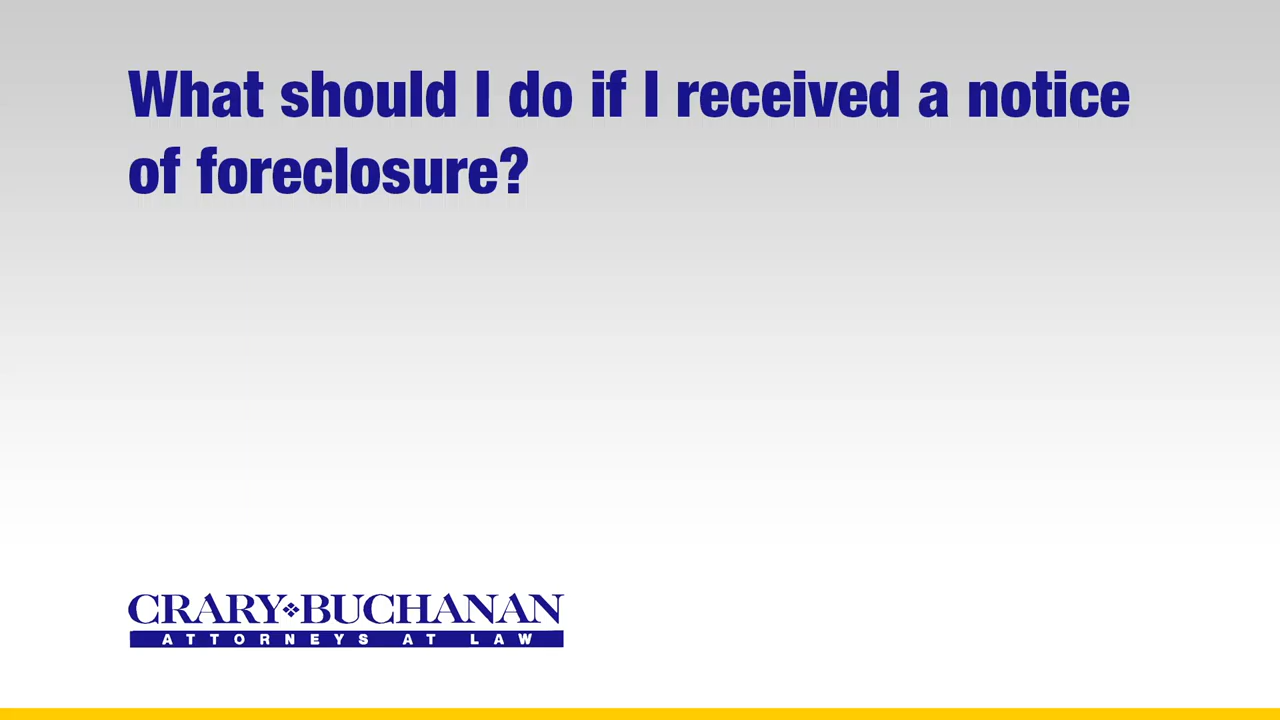 What should I do if I received a notice
of foreclosure?
CRARY BUCHANAN
ATTORNEYS AT LAW